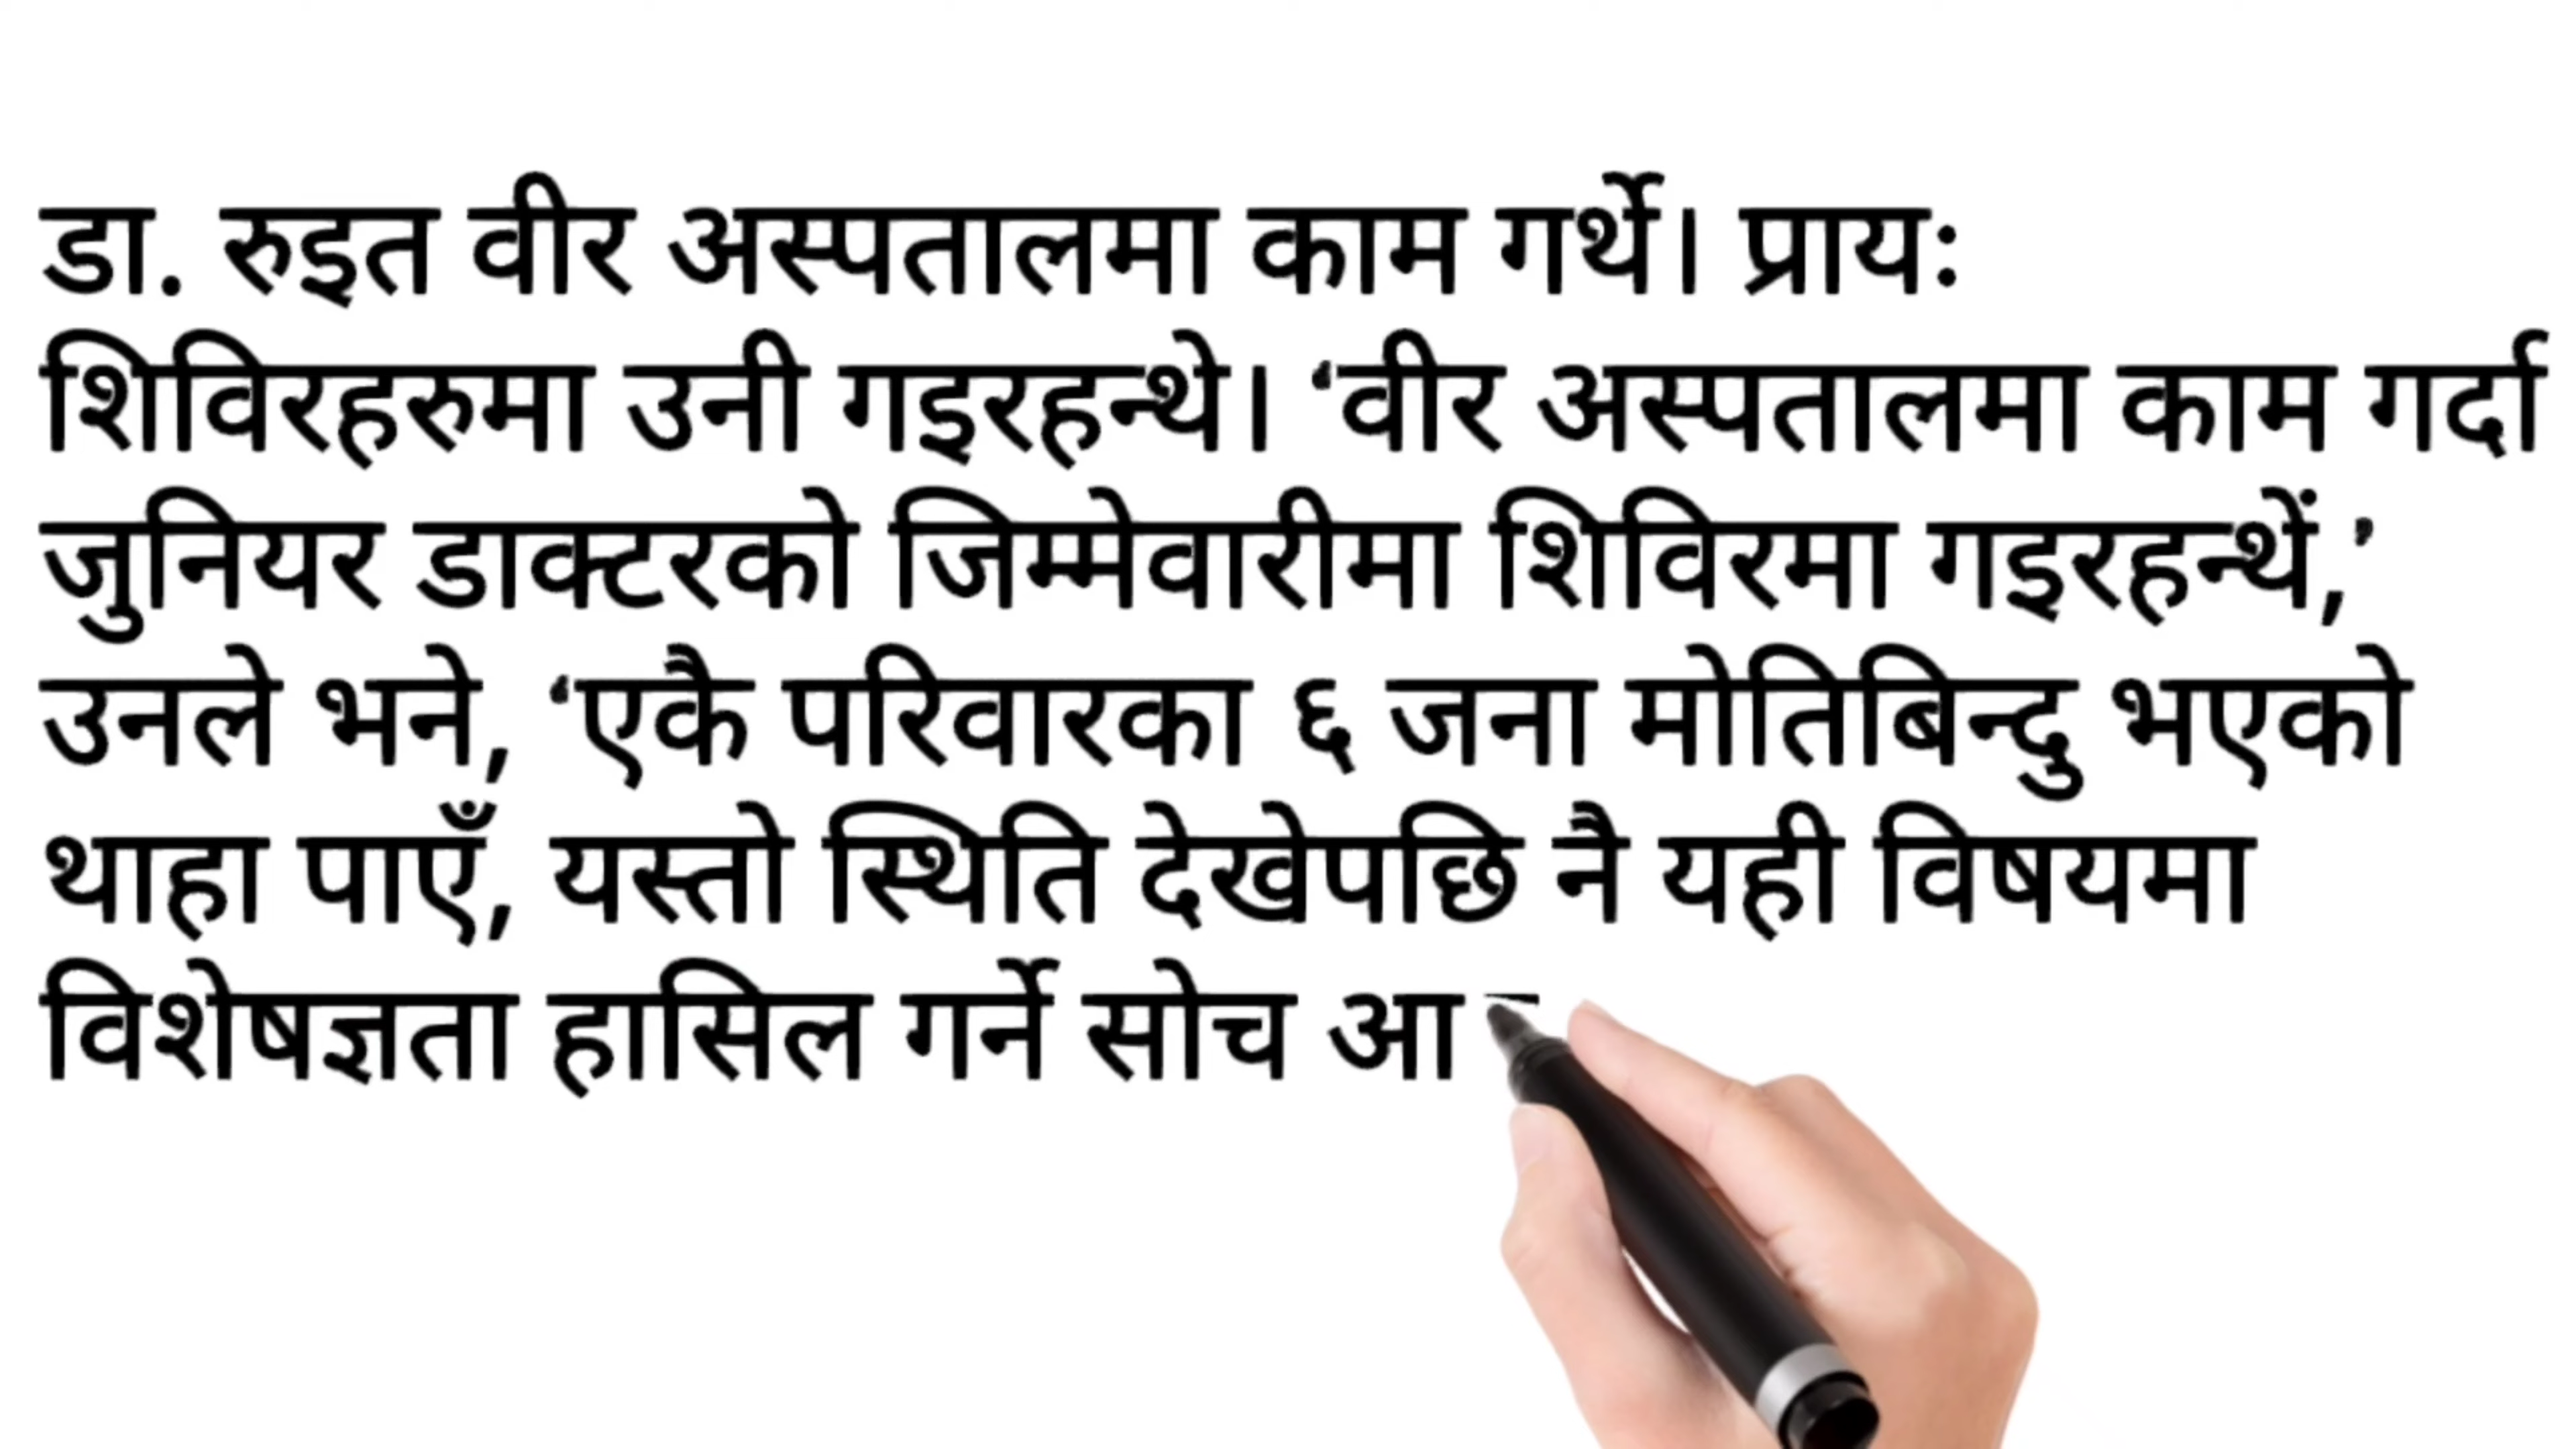 डा. रुइत वीर अस्पतालमा काम गर्थे। प्रायः
शिविरहरुमा उनी गइरहन्थे। ‘वीर अस्पतालमा काम गर्दा
जुनियर डाक्टरको जिम्मेवारीमा शिविरमा गइरहन्थें,’
उनले भने, ‘एकै परिवारका ६ जना मोतिबिन्दु भएको
थाहा पाएँ, यस्तो स्थिति देखेपछि नै यही विषयमा
विशेषज्ञता हासिल गर्ने सोच